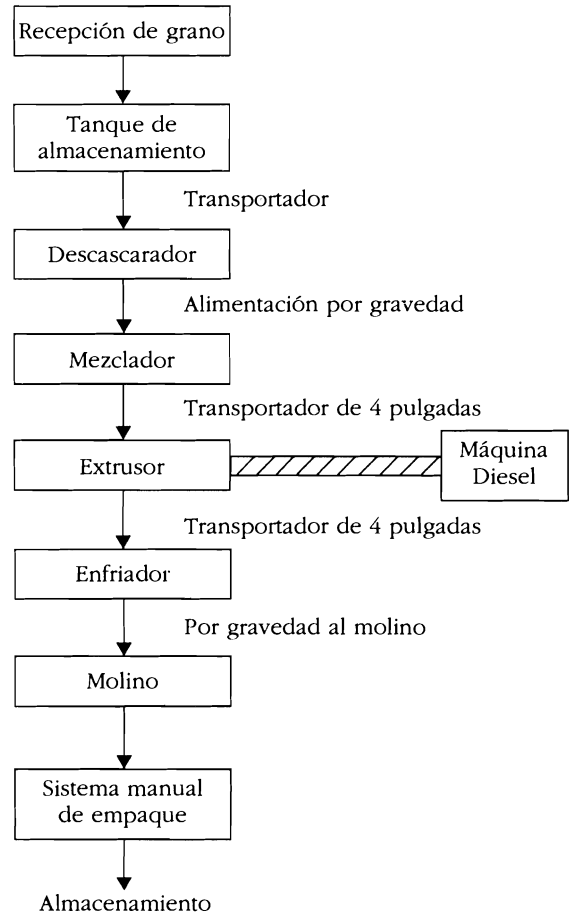 Recepción de grano
Tanque de
almacenamiento
Transportador
Descascarador
Alimentación por gravedad
Mezclador
Transportador de 4 pulgadas
Extrusor
Máquina
Diesel
Transportador de 4 pulgadas
Enfriador
Por gravedad al molino
Molino
Sistema manual
de empaque
Almacenamiento